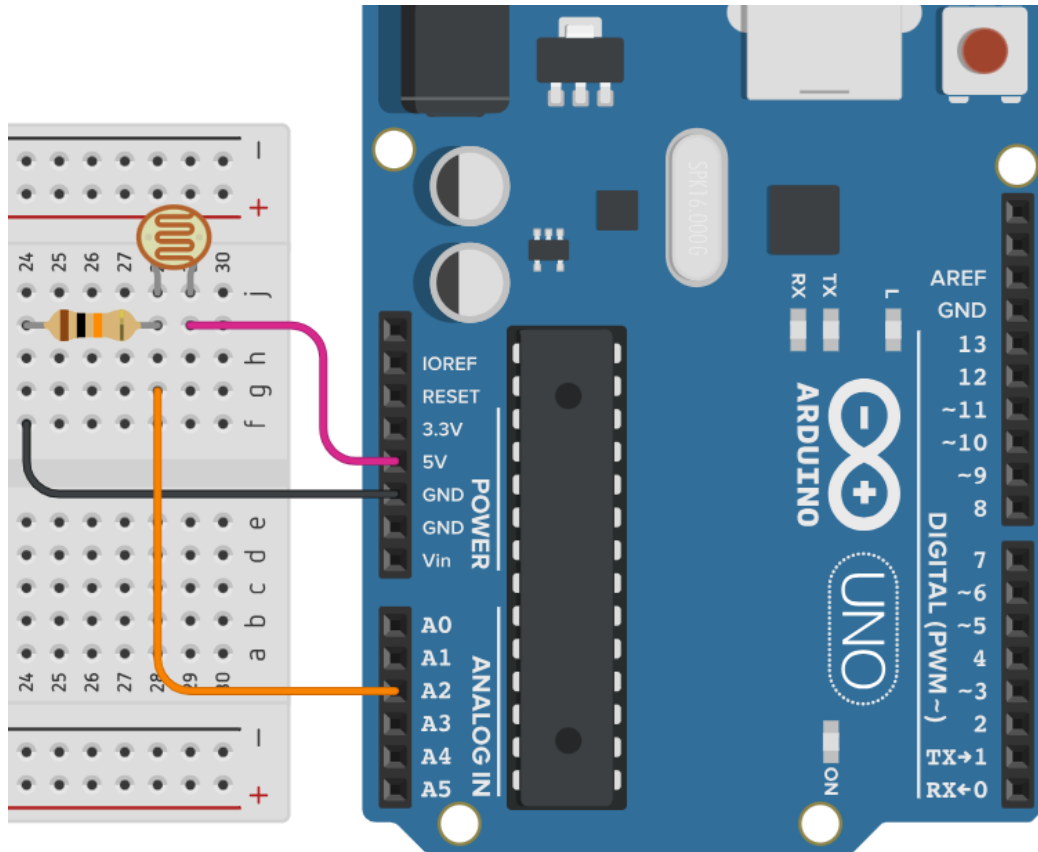 −
+
24 25 26 27 28 29 30
j
h
g
f
e
d
c
b
a
24 25 26 27 28 29 30
−
+
SPK16.000G
RX
TX
L
IOREF
RESET
3.3V
5V
GND
GND
Vin
POWER
A0
A1
A2
A3
A4
A5
ANALOG IN
ARDUINO
UNO
ON
AREF
GND
13
12
~11
~10
~9
8
7
~6
~5
4
~3
2
TX→1
RX←0
DIGITAL (PWM~)